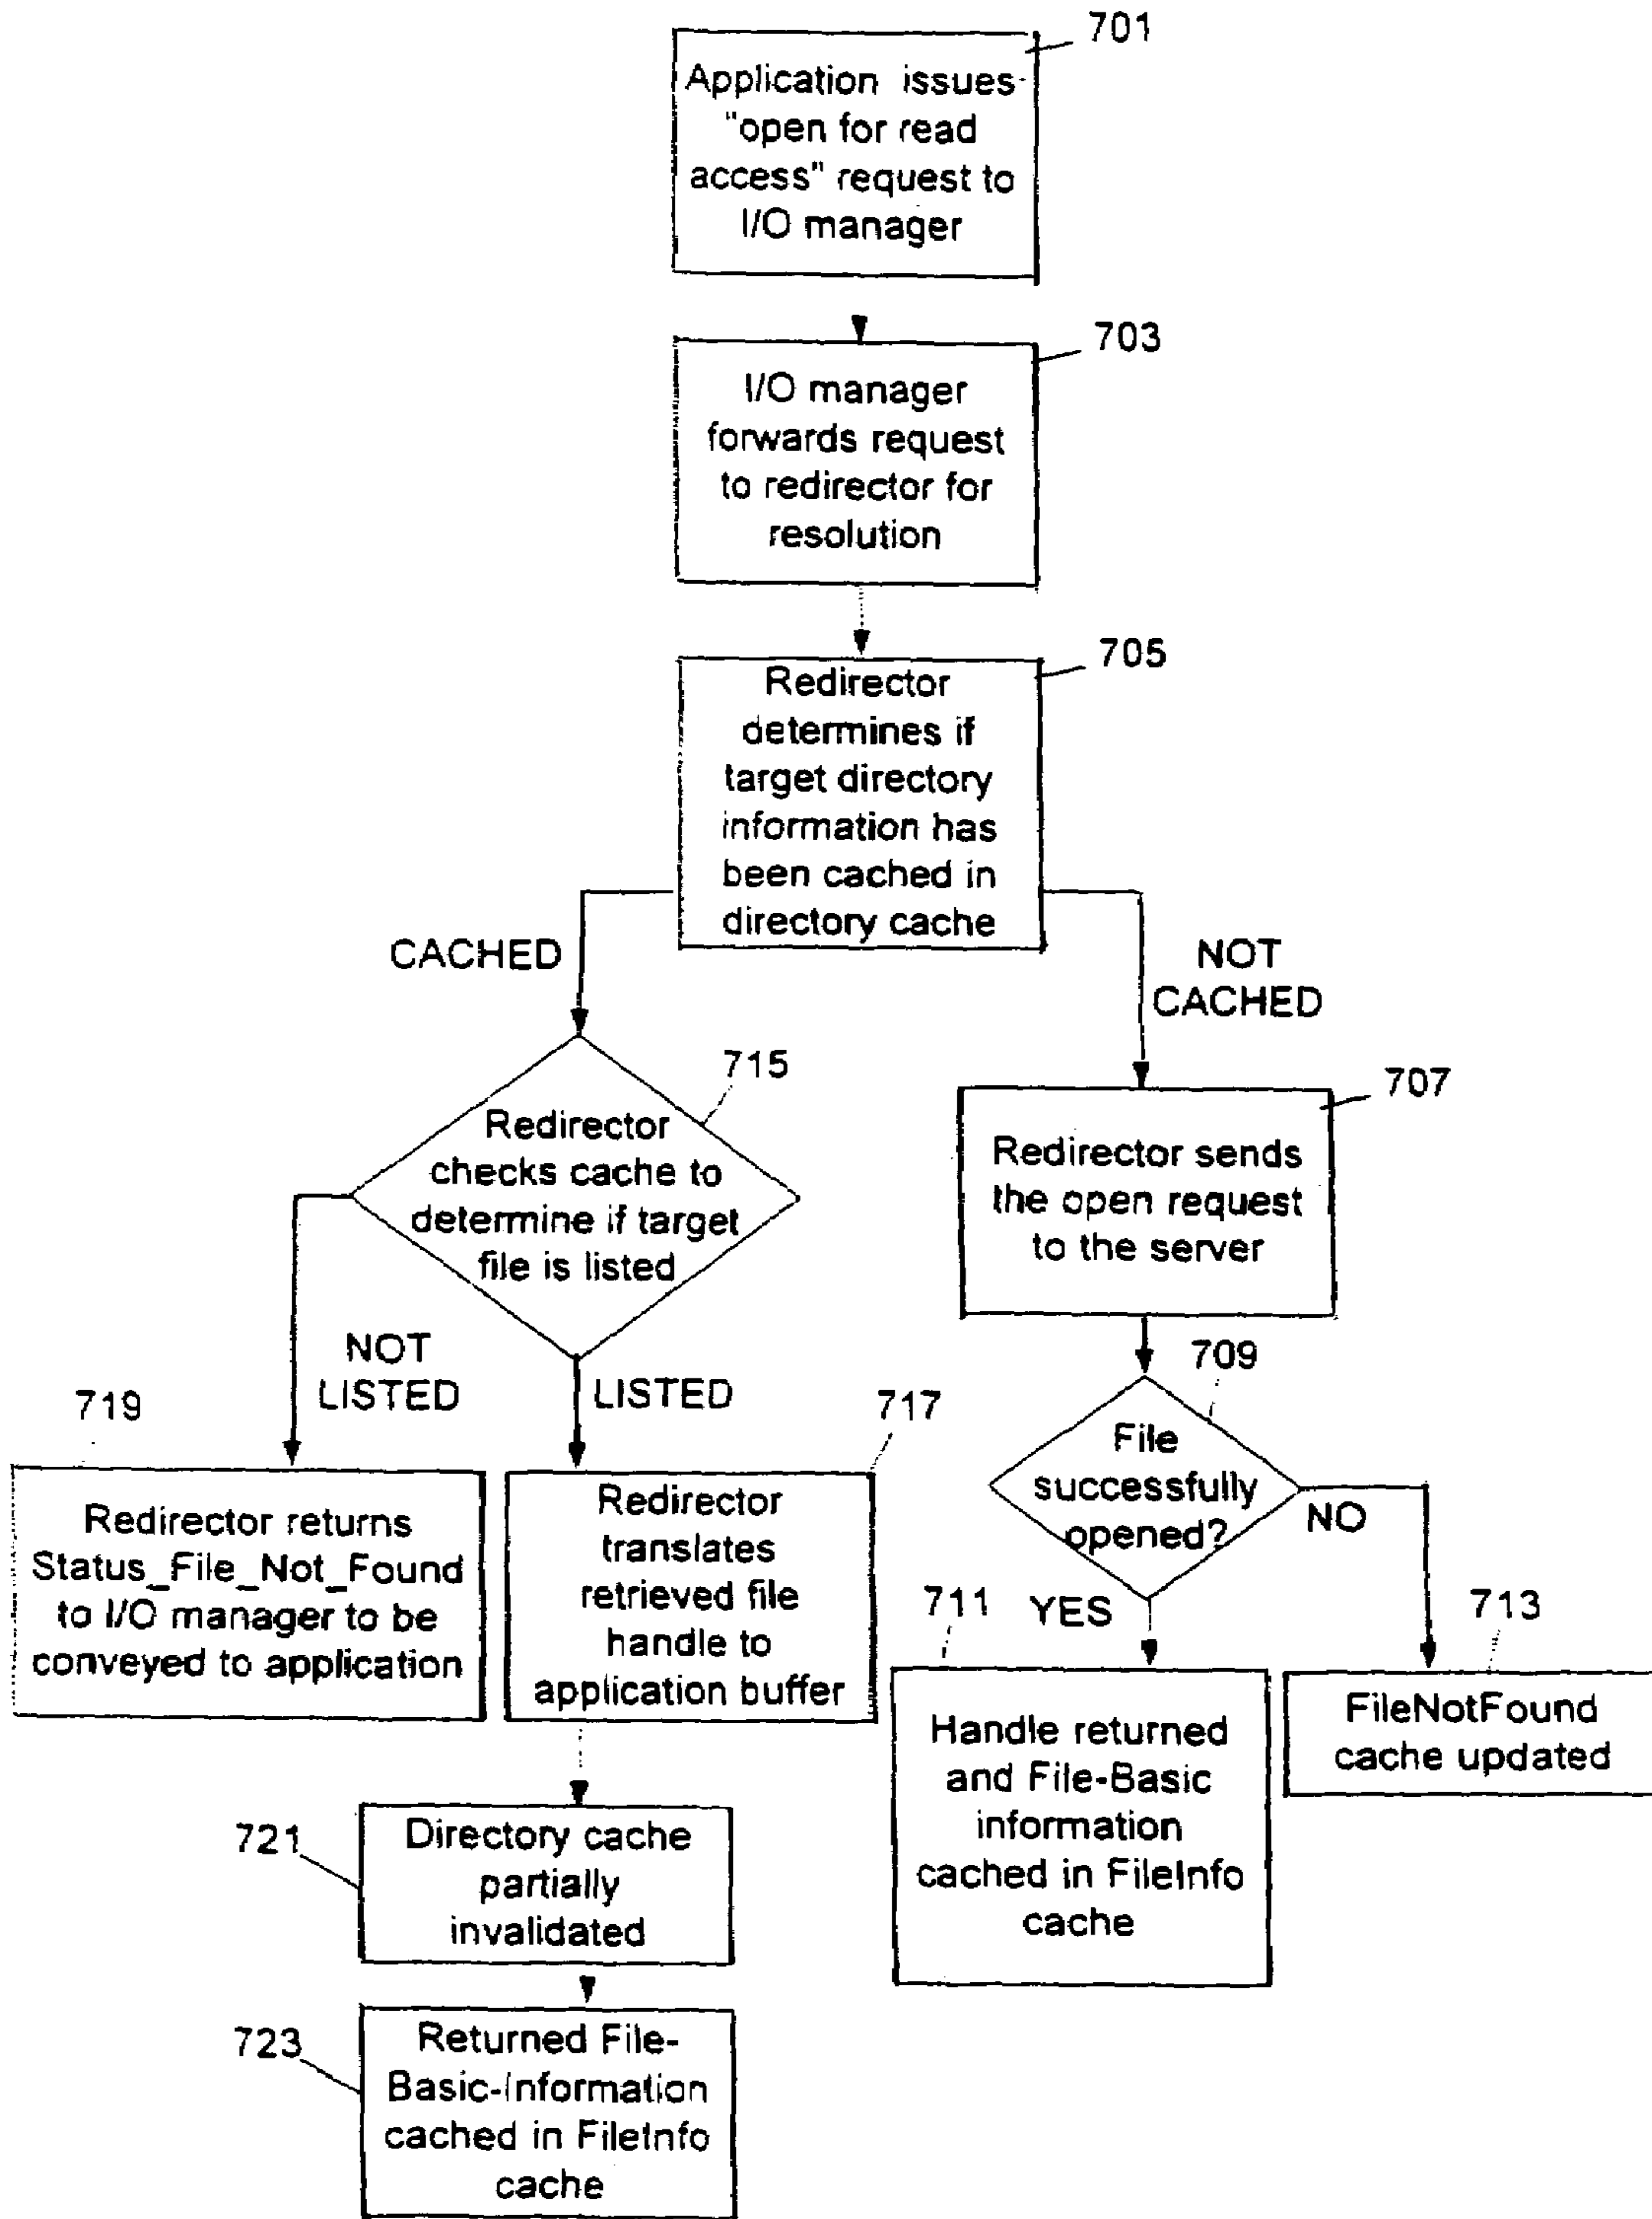 701
Application issues
"open for read
access" request to
I/O manager
703
I/O manager
forwards request
to redirector for
resolution
705
Redirector
determines if
target directory
information has
been cached in
directory cache
CACHED
NOT
CACHED
715
Redirector
checks cache to
determine if target
file is listed
707
Redirector sends
the open request
to the server
NOT
LISTED
LISTED
709
File
successfully
opened?
NO
YES
719
Redirector returns
Status_File_Not_Found
to I/O manager to be
conveyed to application
717
Redirector
translates
retrieved file
handle to
application buffer
711
Handle returned
and File-Basic
information
cached in FileInfo
cache
713
FileNotFound
cache updated
721
Directory cache
partially
invalidated
723
Returned File-
Basic-Information
cached in FileInfo
cache